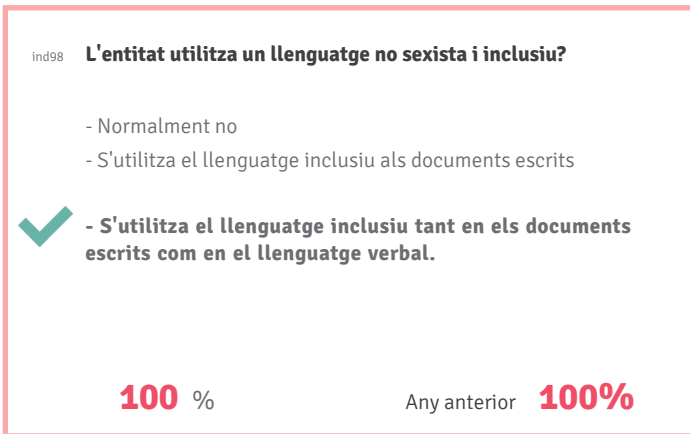 ind98 L'entitat utilitza un llenguatge no sexista i inclusiu?
- Normalment no
- S'utilitza el llenguatge inclusiu als documents escrits
- S'utilitza el llenguatge inclusiu tant en els documents
escrits com en el llenguatge verbal.
100 % Any anterior 100%